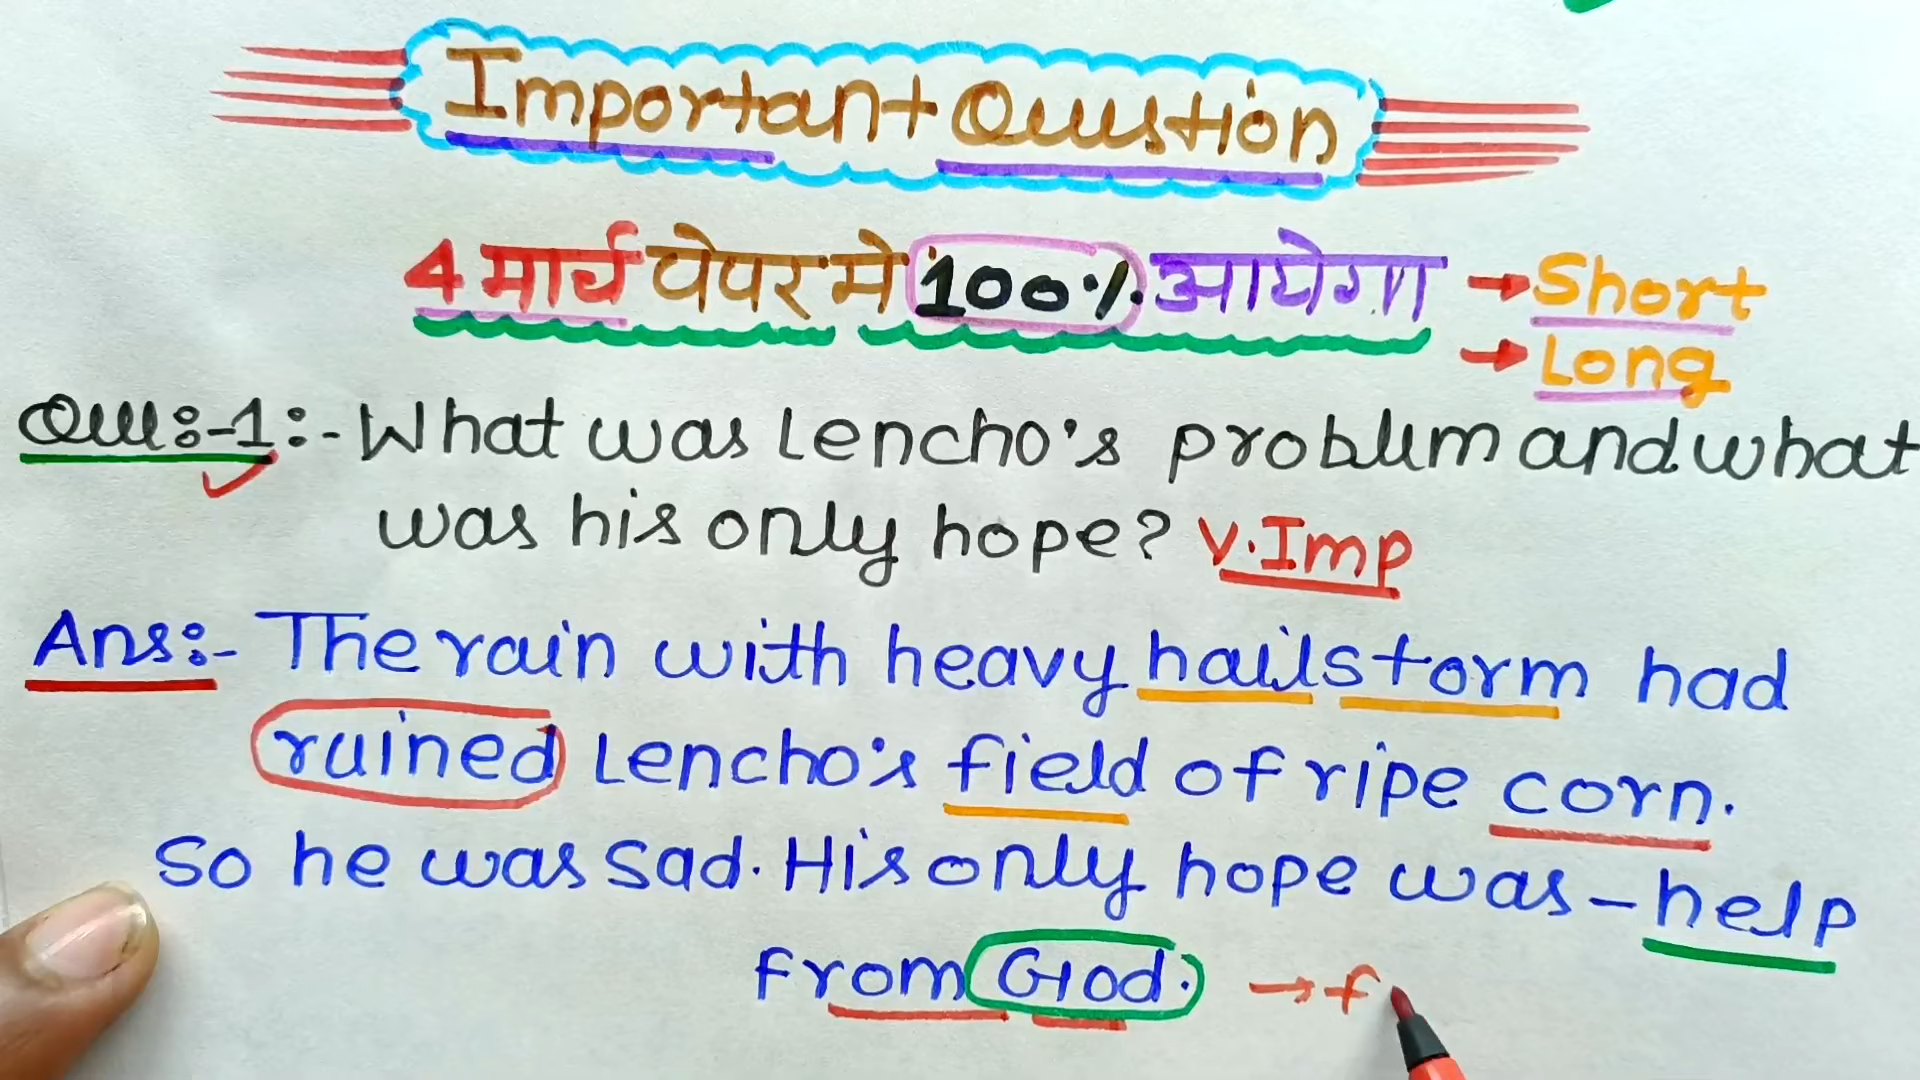 Important Question
4 मार्च पेपर मे 100% आयेगा → Short
→ Long
Que:-1:- What was Lencho's problem and what
was his only hope? V.Imp
Ans:- The rain with heavy hailstorm had
ruined Lencho's field of ripe corn.
So he was sad. His only hope was - help
from God. → f